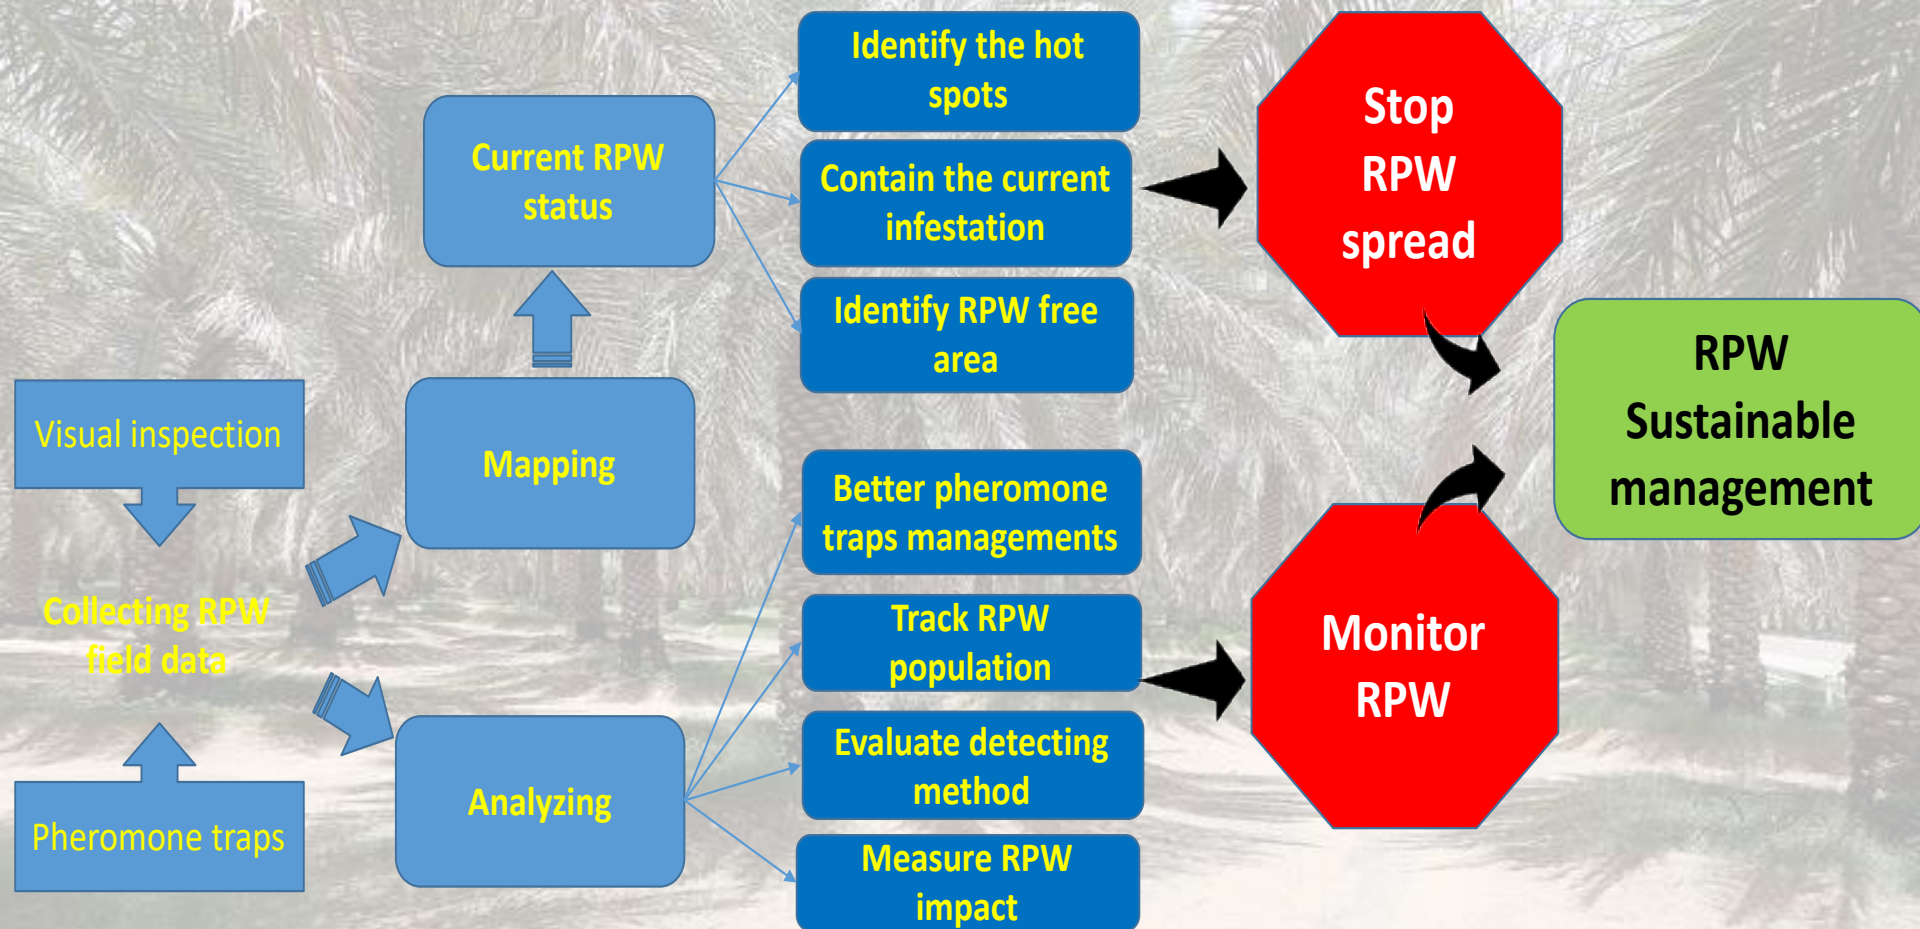 Visual inspection
Collecting RPW
field data
Pheromone traps
Mapping
Analyzing
Current RPW
status
Identify the hot
spots
Contain the current
infestation
Identify RPW free
area
Better pheromone
traps managements
Track RPW
population
Evaluate detecting
method
Measure RPW
impact
Stop
RPW
spread
Monitor
RPW
RPW
Sustainable
management